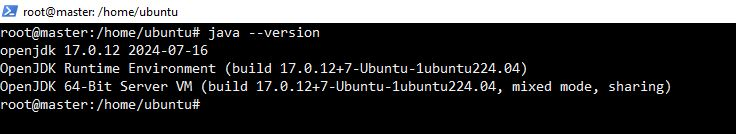 root@master: /home/ubuntu
root@master:/home/ubuntu# java --version
openjdk 17.0.12 2024-07-16
OpenJDK Runtime Environment (build 17.0.12+7-Ubuntu-1ubuntu224.04)
OpenJDK 64-Bit Server VM (build 17.0.12+7-Ubuntu-1ubuntu224.04, mixed mode, sharing)
root@master:/home/ubuntu#